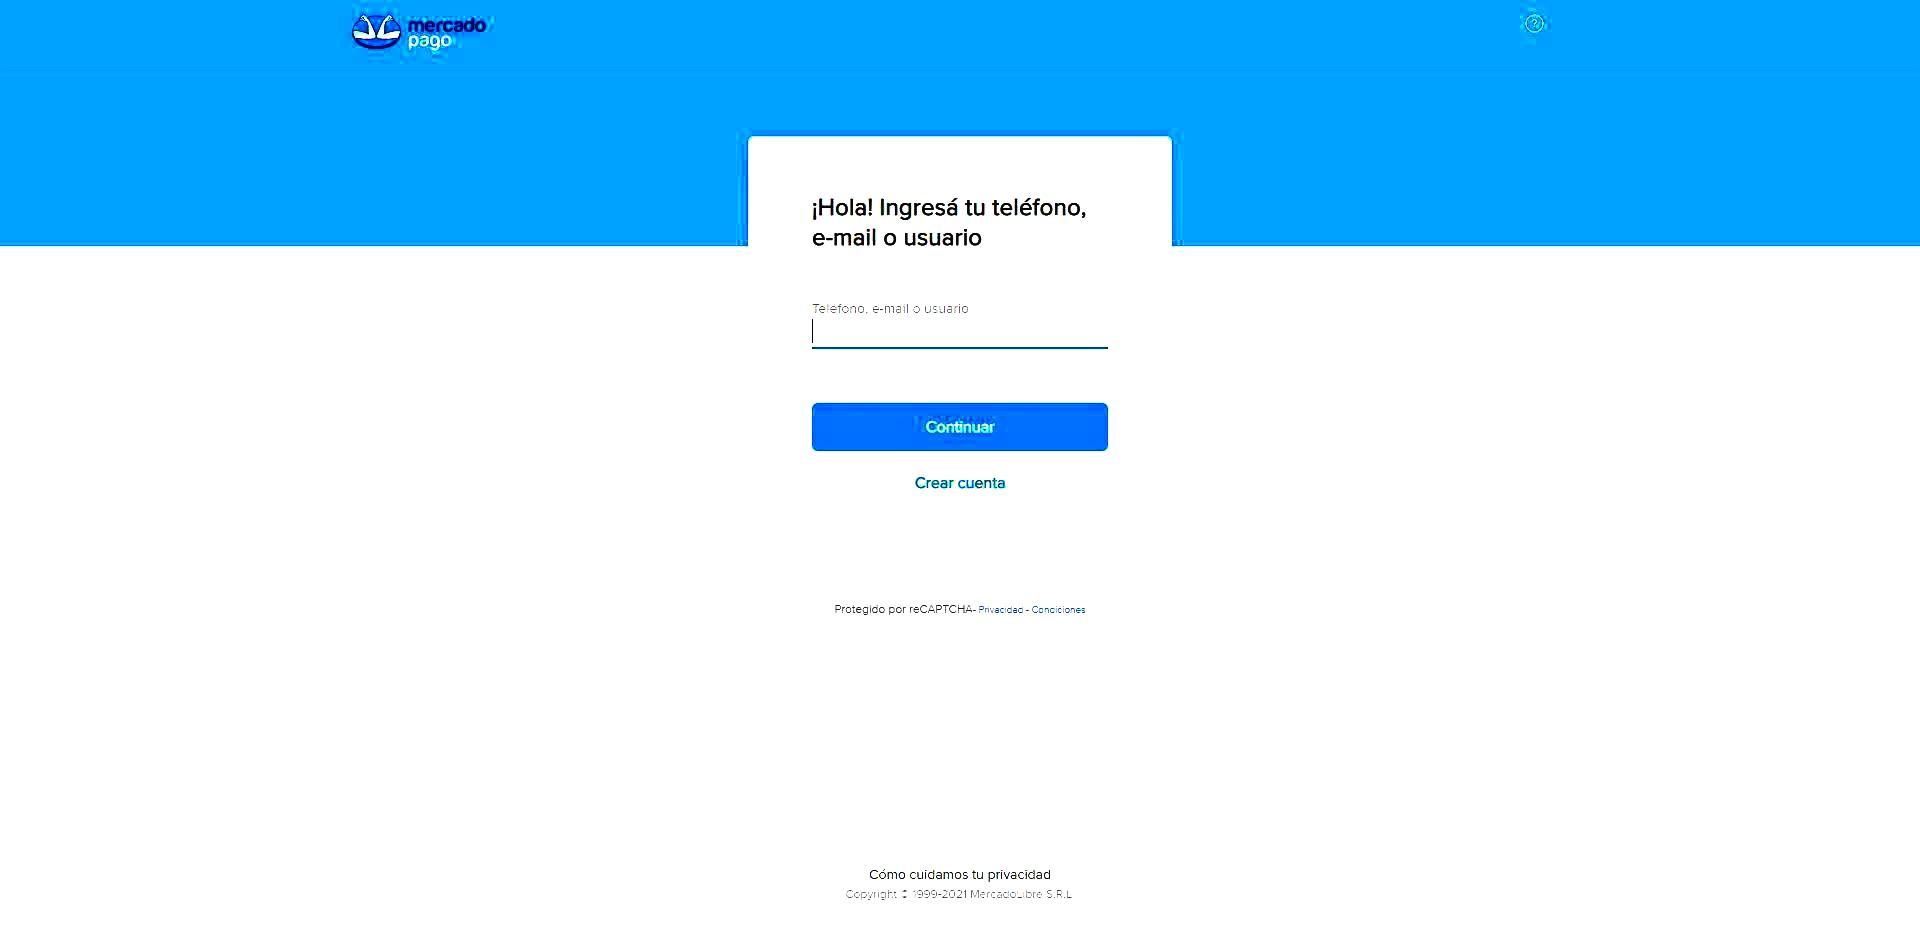 mercado
pago
¡Hola! Ingresá tu teléfono,
e-mail o usuario
Teléfono, e-mail o usuario
Continuar
Crear cuenta
Protegido por reCAPTCHA- Privacidad - Condiciones
Cómo cuidamos tu privacidad
Copyright © 1999-2021 MercadoLibre S.R.L